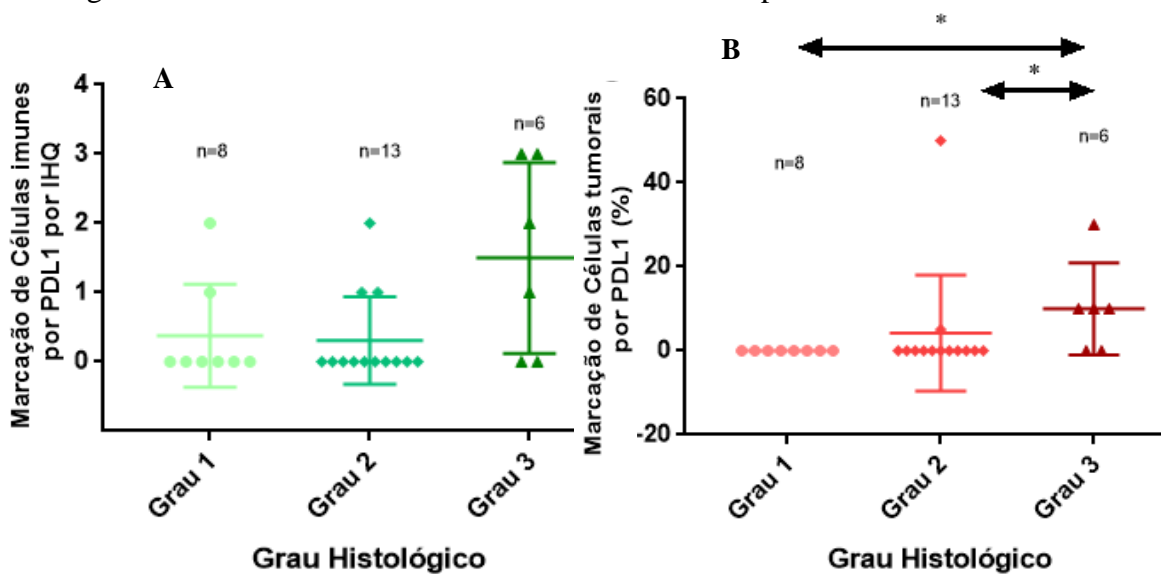 A
Marcação de Células imunes
por PDL1 por IHQ
4
3
2
1
0
n=8
n=13
n=6
Grau 1
Grau 2
Grau 3
Grau Histológico
B
*
*
Marcação de Células tumorais
por PDL1 (%)
60
40
20
0
-20
n=8
n=13
n=6
Grau 1
Grau 2
Grau 3
Grau Histológico